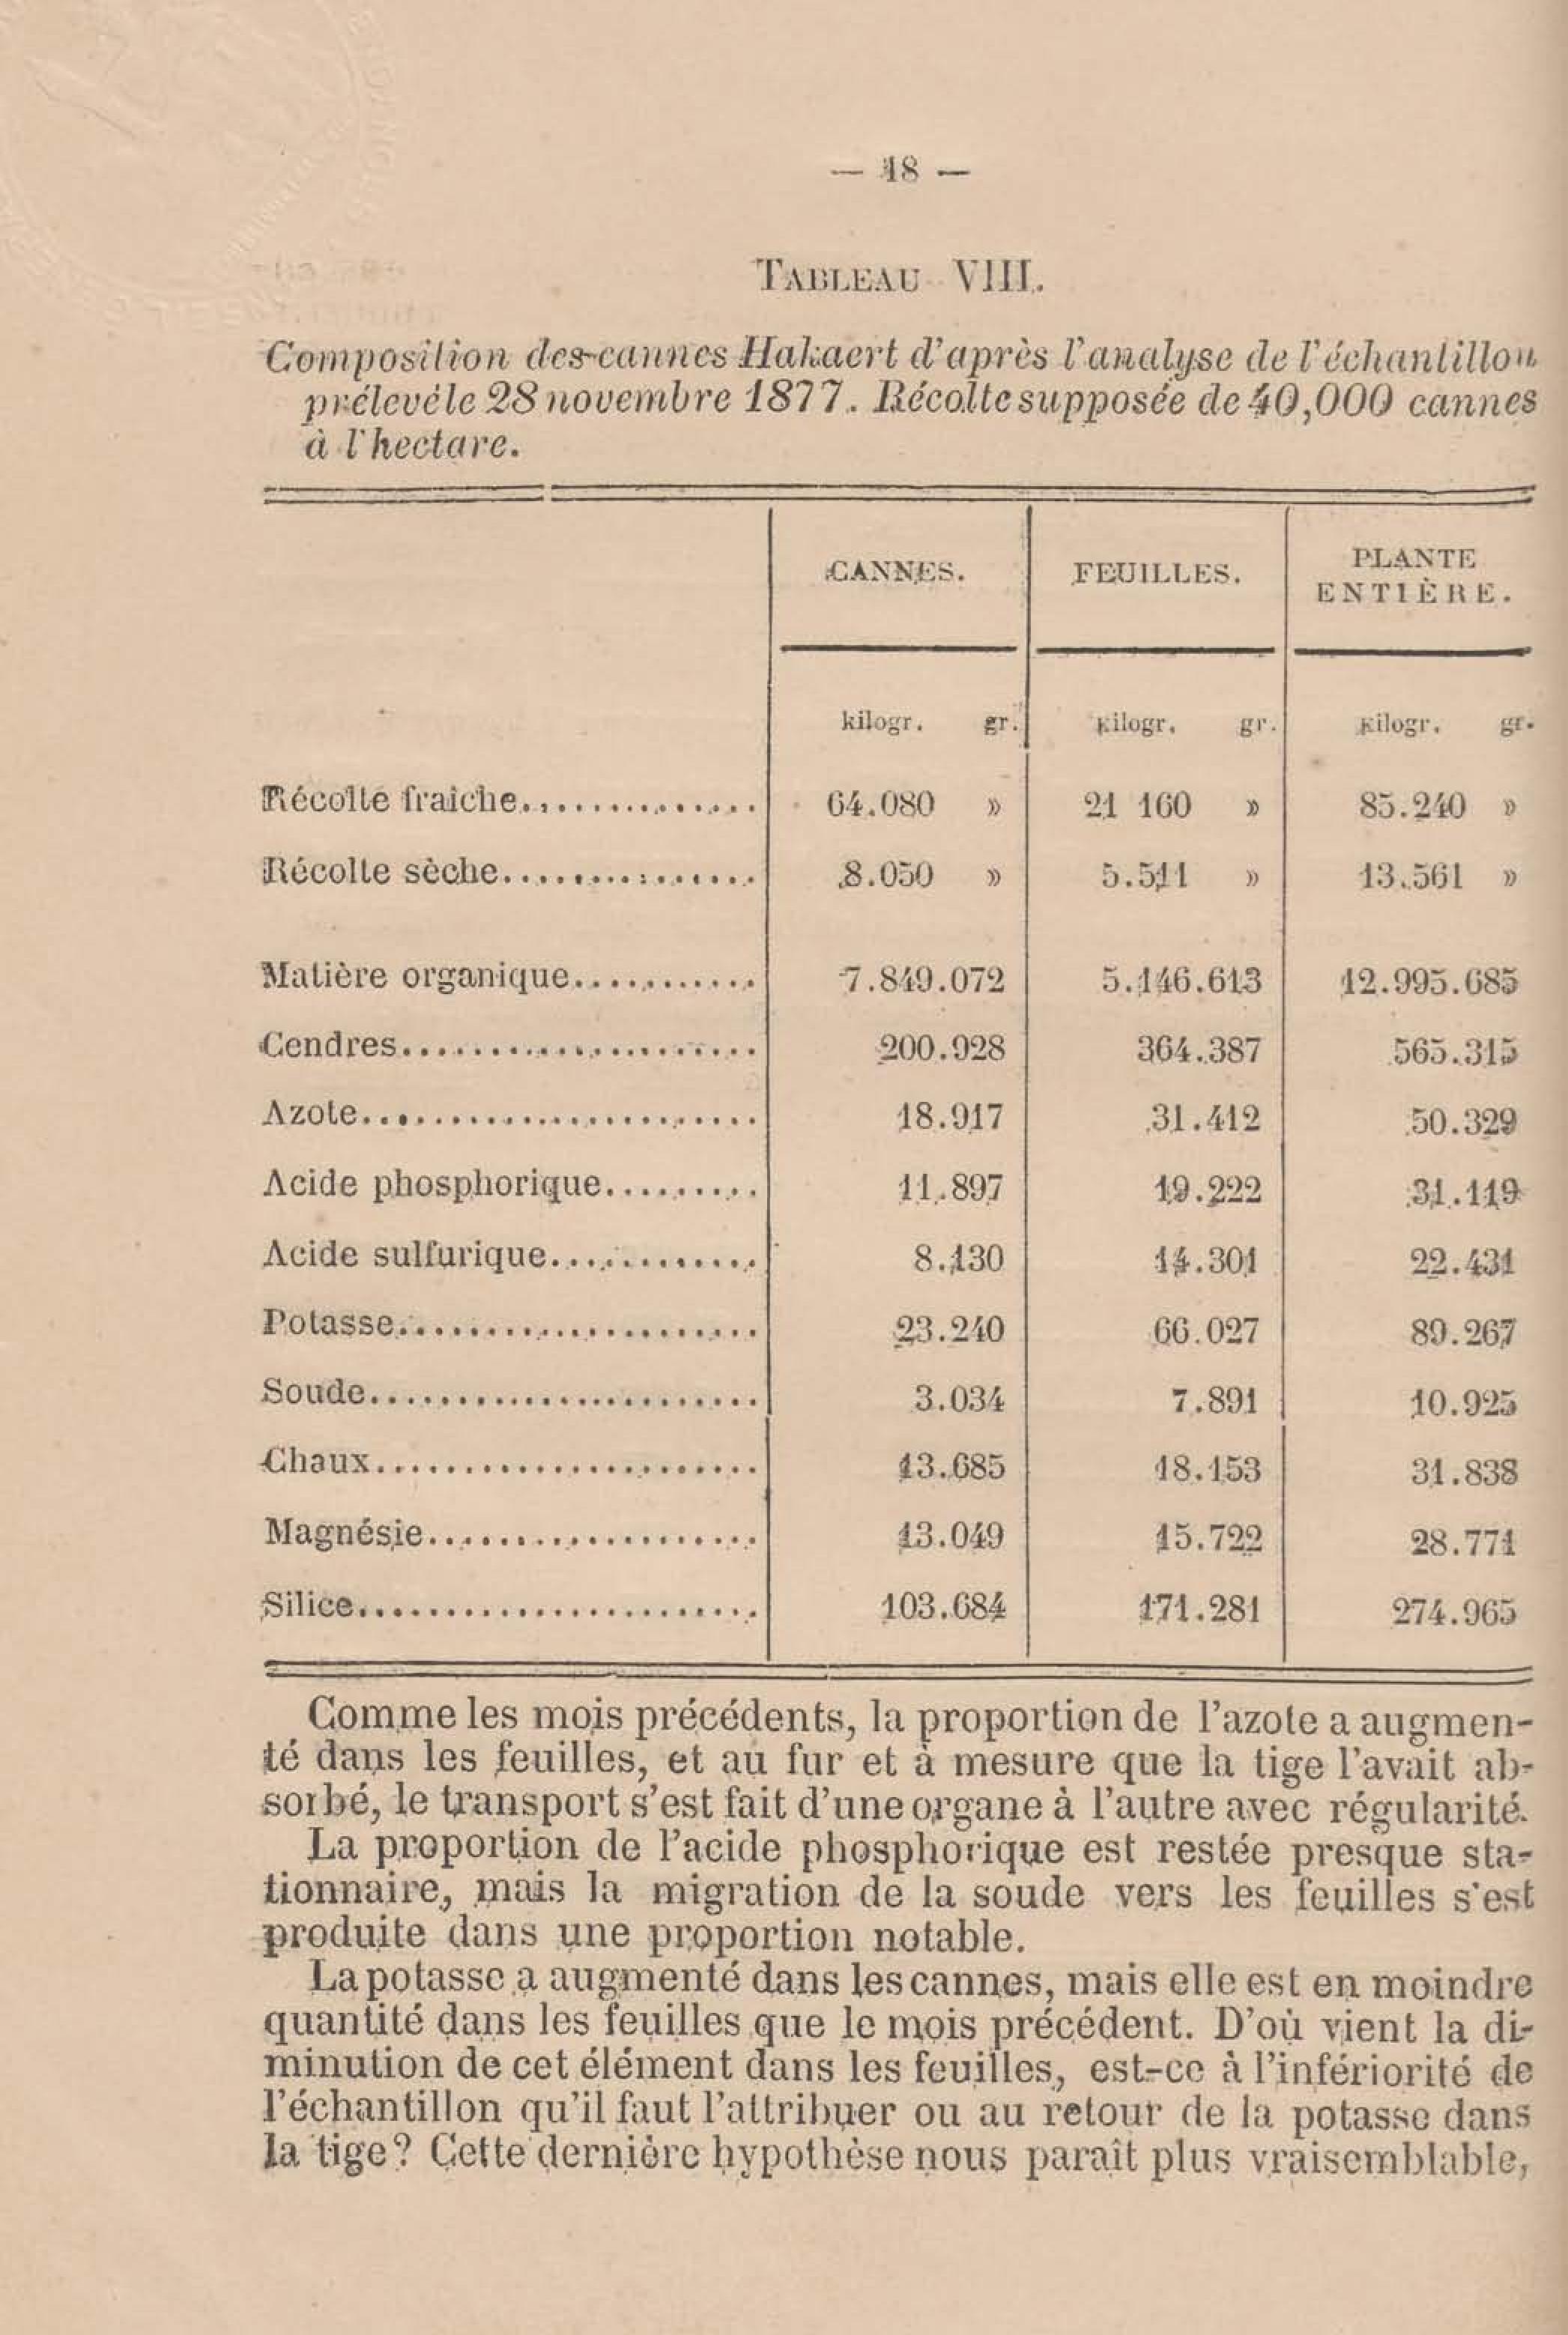 — 18 —
TABLEAU VIII.
Composition des cannes Hakaert d'après l'analyse de l'échantillon
prélevé le 28 novembre 1877. Récolte supposée de 40,000 cannes
à l'hectare.
CANNES. FEUILLES. PLANTE ENTIÈRE.
kilogr. gr. kilogr. gr. kilogr. gr.
Récolte fraîche............... 64.080 » 21 160 » 85.240 »
Récolte sèche............... 8.050 » 5.511 » 13.561 »
Matière organique........... 7.849.072 5.146.613 12.995.685
Cendres..................... 200.928 364.387 565.315
Azote....................... 18.917 31.412 50.329
Acide phosphorique.......... 11.897 19.222 31.119
Acide sulfurique............. 8.130 14.301 22.431
Potasse..................... 23.240 66.027 89.267
Soude....................... 3.034 7.891 10.925
Chaux....................... 13.685 18.153 31.838
Magnésie.................... 13.049 15.722 28.771
Silice........................ 103.684 171.281 274.965
Comme les mois précédents, la proportion de l'azote a augmen-
té dans les feuilles, et au fur et à mesure que la tige l'avait ab-
sorbé, le transport s'est fait d'une organe à l'autre avec régularité.
La proportion de l'acide phosphorique est restée presque sta-
tionnaire, mais la migration de la soude vers les feuilles s'est
produite dans une proportion notable.
La potasse a augmenté dans les cannes, mais elle est en moindre
quantité dans les feuilles que le mois précédent. D'où vient la di-
minution de cet élément dans les feuilles, est-ce à l'infériorité de
l'échantillon qu'il faut l'attribuer ou au retour de la potasse dans
la tige? Cette dernière hypothèse nous paraît plus vraisemblable,